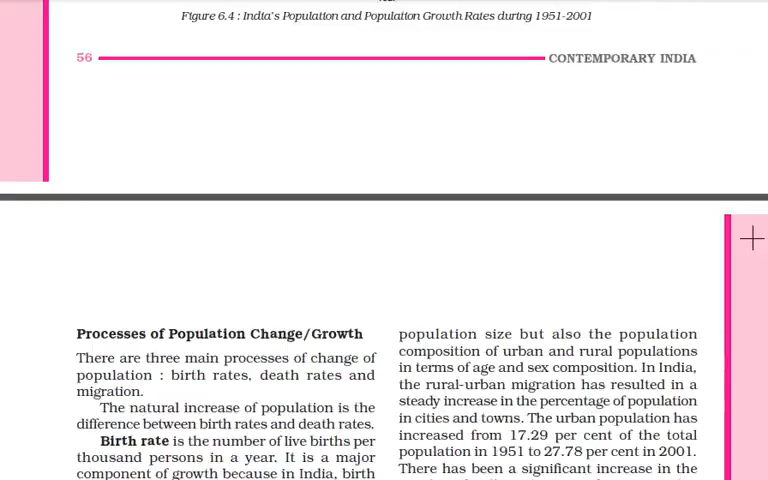 Figure 6.4 : India's Population and Population Growth Rates during 1951-2001
56
CONTEMPORARY INDIA
Processes of Population Change/Growth
There are three main processes of change of
population : birth rates, death rates and
migration.
The natural increase of population is the
difference between birth rates and death rates.
Birth rate is the number of live births per
thousand persons in a year. It is a major
component of growth because in India, birth
population size but also the population
composition of urban and rural populations
in terms of age and sex composition. In India,
the rural-urban migration has resulted in a
steady increase in the percentage of population
in cities and towns. The urban population has
increased from 17.29 per cent of the total
population in 1951 to 27.78 per cent in 2001.
There has been a significant increase in the